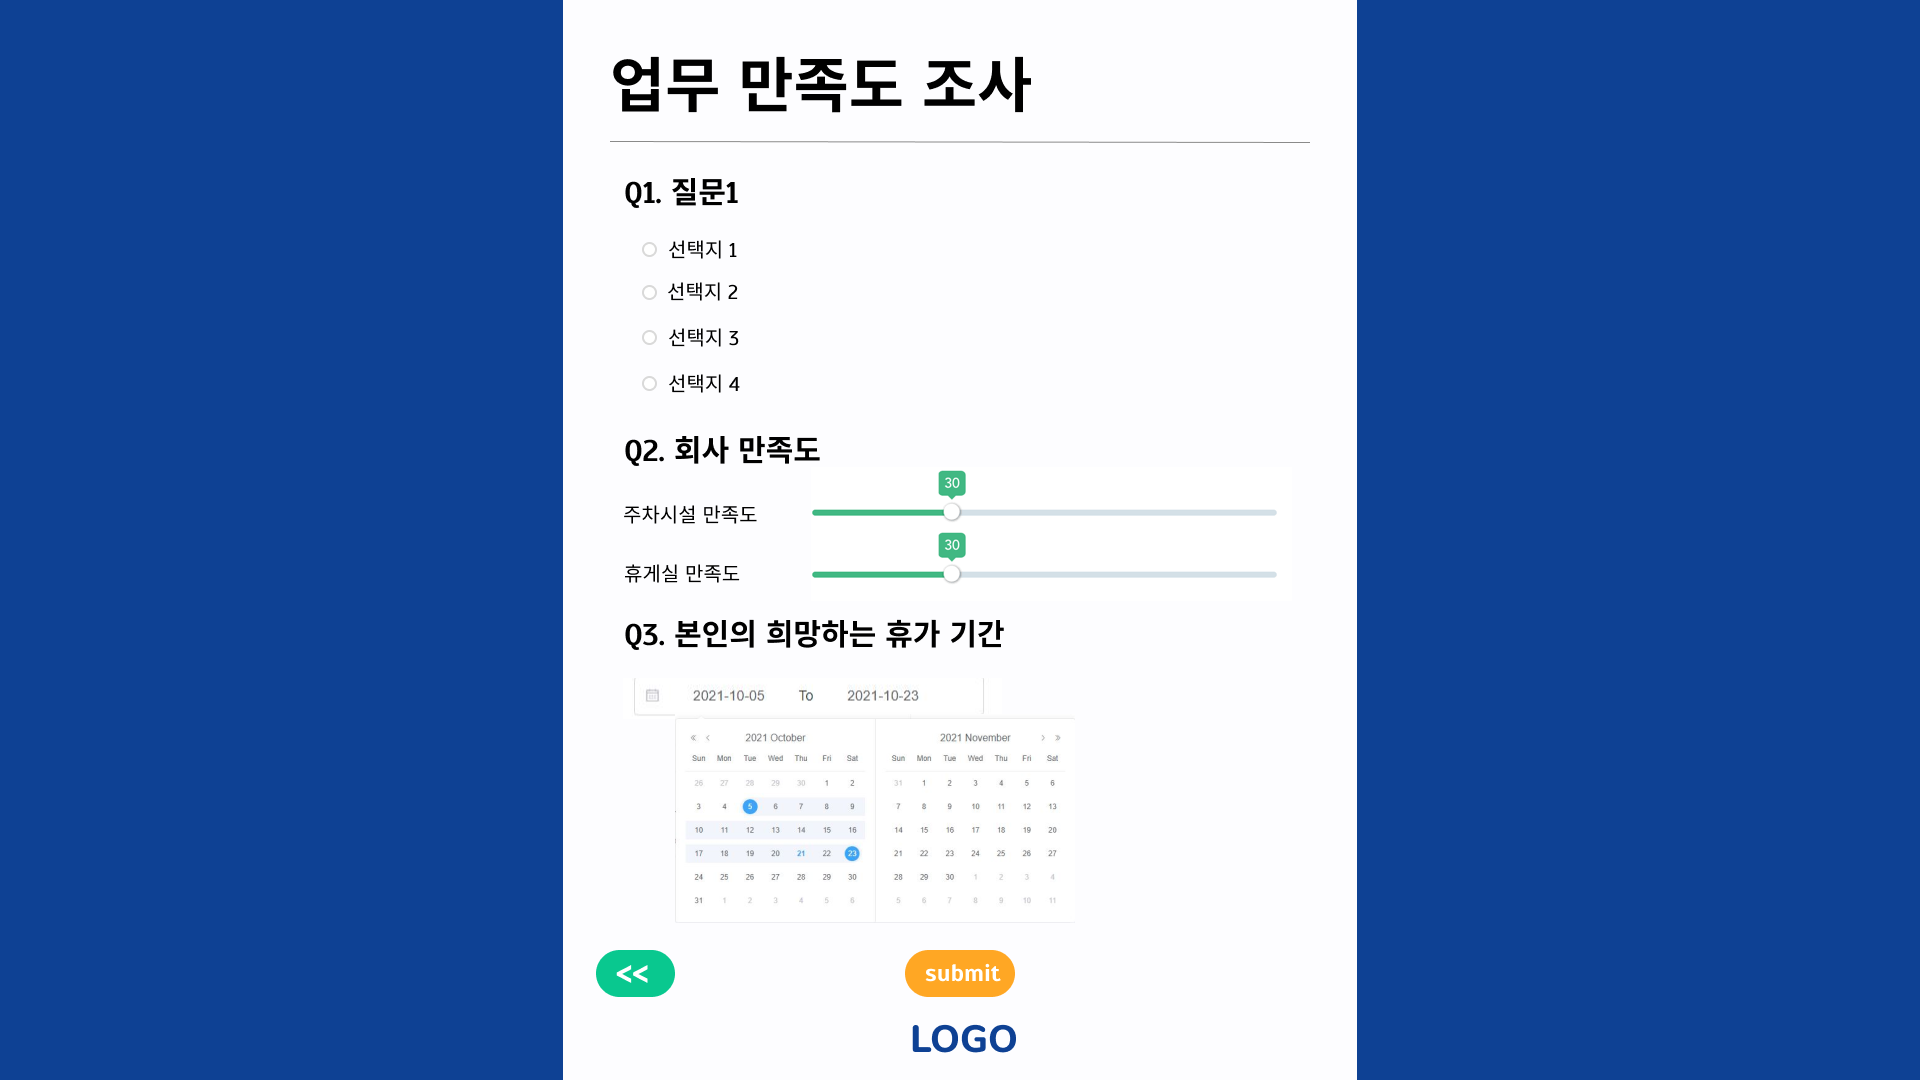 업무 만족도 조사
Q1. 질문1
선택지 1
선택지 2
선택지 3
선택지 4
Q2. 회사 만족도
30
주차시설 만족도
30
휴게실 만족도
Q3. 본인의 희망하는 휴가 기간
2021-10-05 To 2021-10-23
« ‹ 2021 October
Sun Mon Tue Wed Thu Fri Sat
26 27 28 29 30 1 2
3 4 5 6 7 8 9
10 11 12 13 14 15 16
17 18 19 20 21 22 23
24 25 26 27 28 29 30
31 1 2 3 4 5 6
2021 November › »
Sun Mon Tue Wed Thu Fri Sat
31 1 2 3 4 5 6
7 8 9 10 11 12 13
14 15 16 17 18 19 20
21 22 23 24 25 26 27
28 29 30 1 2 3 4
5 6 7 8 9 10 11
<< submit
LOGO